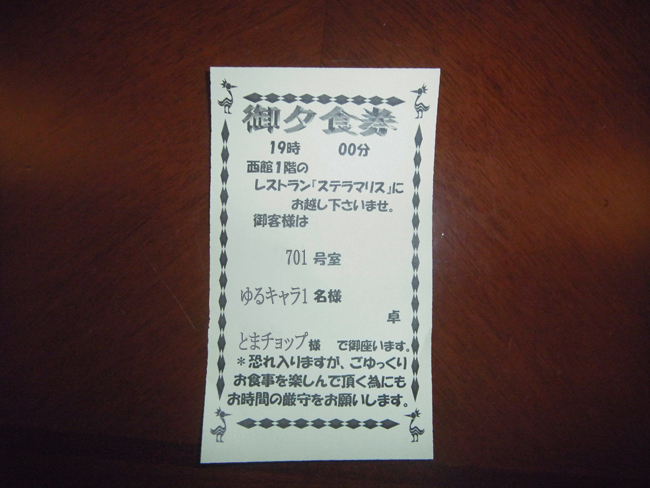 御夕食券
19時 00分
西館1階の
レストラン「ステラマリス」に
お越し下さいませ。
御客様は
701 号室
ゆるキャラ1 名様
卓
とまチョップ 様 で御座います。
＊恐れ入りますが、ごゆっくり
お食事を楽しんで頂く為にも
お時間の厳守をお願いします。